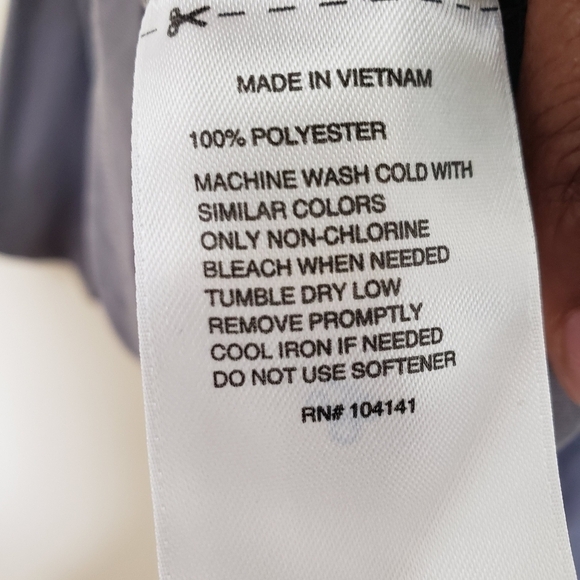 MADE IN VIETNAM
100% POLYESTER
MACHINE WASH COLD WITH
SIMILAR COLORS
ONLY NON-CHLORINE
BLEACH WHEN NEEDED
TUMBLE DRY LOW
REMOVE PROMPTLY
COOL IRON IF NEEDED
DO NOT USE SOFTENER
RN# 104141